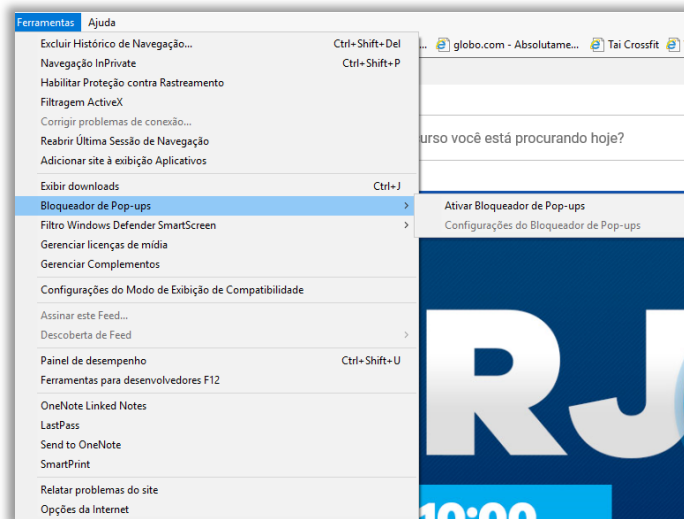 Ferramentas Ajuda
Excluir Histórico de Navegação... Ctrl+Shift+Del
... globo.com - Absolutame... Tai Crossfit
Navegação InPrivate Ctrl+Shift+P
Habilitar Proteção contra Rastreamento
Filtragem ActiveX
Corrigir problemas de conexão...
Reabrir Última Sessão de Navegação
urso você está procurando hoje?
Adicionar site à exibição Aplicativos
Exibir downloads Ctrl+J
Bloqueador de Pop-ups >
Ativar Bloqueador de Pop-ups
Filtro Windows Defender SmartScreen >
Configurações do Bloqueador de Pop-ups
Gerenciar licenças de mídia
Gerenciar Complementos
Configurações do Modo de Exibição de Compatibilidade
Assinar este Feed...
Descoberta de Feed >
Painel de desempenho Ctrl+Shift+U
Ferramentas para desenvolvedores F12
OneNote Linked Notes
LastPass
Send to OneNote
SmartPrint
Relatar problemas do site
Opções da Internet
RJ
10:00